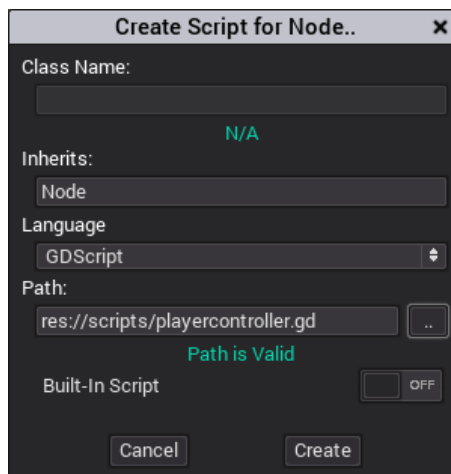 Create Script for Node..
Class Name:
N/A
Inherits:
Node
Language
GDScript
Path:
res://scripts/playercontroller.gd ..
Path is Valid
Built-In Script OFF
Cancel Create